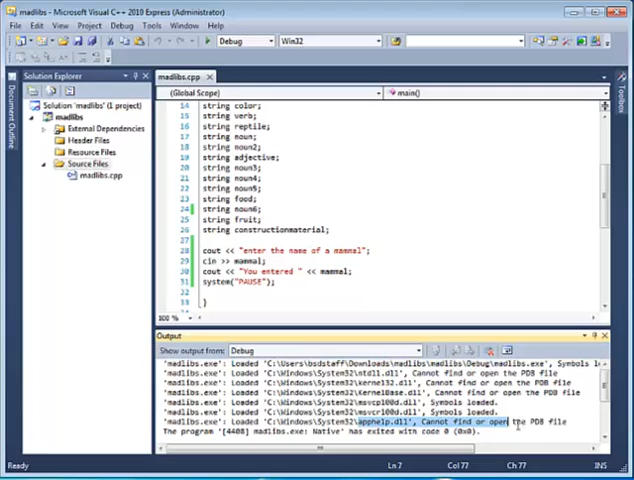 madlibs - Microsoft Visual C++ 2010 Express (Administrator)
File Edit View Project Debug Tools Window Help
Debug Win32
Document Outline
Solution Explorer
Solution 'madlibs' (1 project)
madlibs
External Dependencies
Header Files
Resource Files
Source Files
madlibs.cpp
madlibs.cpp
(Global Scope) main()
14 string color;
15 string verb;
16 string reptile;
17 string noun;
18 string noun2;
19 string adjective;
20 string noun3;
21 string noun4;
22 string noun5;
23 string food;
24 string noun6;
25 string fruit;
26 string constructionmaterial;
27
28 cout << "enter the name of a mammal";
29 cin >> mammal;
30 cout << "You entered " << mammal;
31 system("PAUSE");
32
33 }
100 %
Toolbox
Output
Show output from: Debug
'madlibs.exe': Loaded 'C:\Users\bsdstaff\Downloads\madlibs\madlibs\Debug\madlibs.exe', Symbols lo
'madlibs.exe': Loaded 'C:\Windows\System32\ntdll.dll', Cannot find or open the PDB file
'madlibs.exe': Loaded 'C:\Windows\System32\kernel32.dll', Cannot find or open the PDB file
'madlibs.exe': Loaded 'C:\Windows\System32\KernelBase.dll', Cannot find or open the PDB file
'madlibs.exe': Loaded 'C:\Windows\System32\msvcp100d.dll', Symbols loaded.
'madlibs.exe': Loaded 'C:\Windows\System32\msvcr100d.dll', Symbols loaded.
'madlibs.exe': Loaded 'C:\Windows\System32\apphelp.dll', Cannot find or open the PDB file
The program '[4408] madlibs.exe: Native' has exited with code 0 (0x0).
Ready Ln 7 Col 77 Ch 77 INS